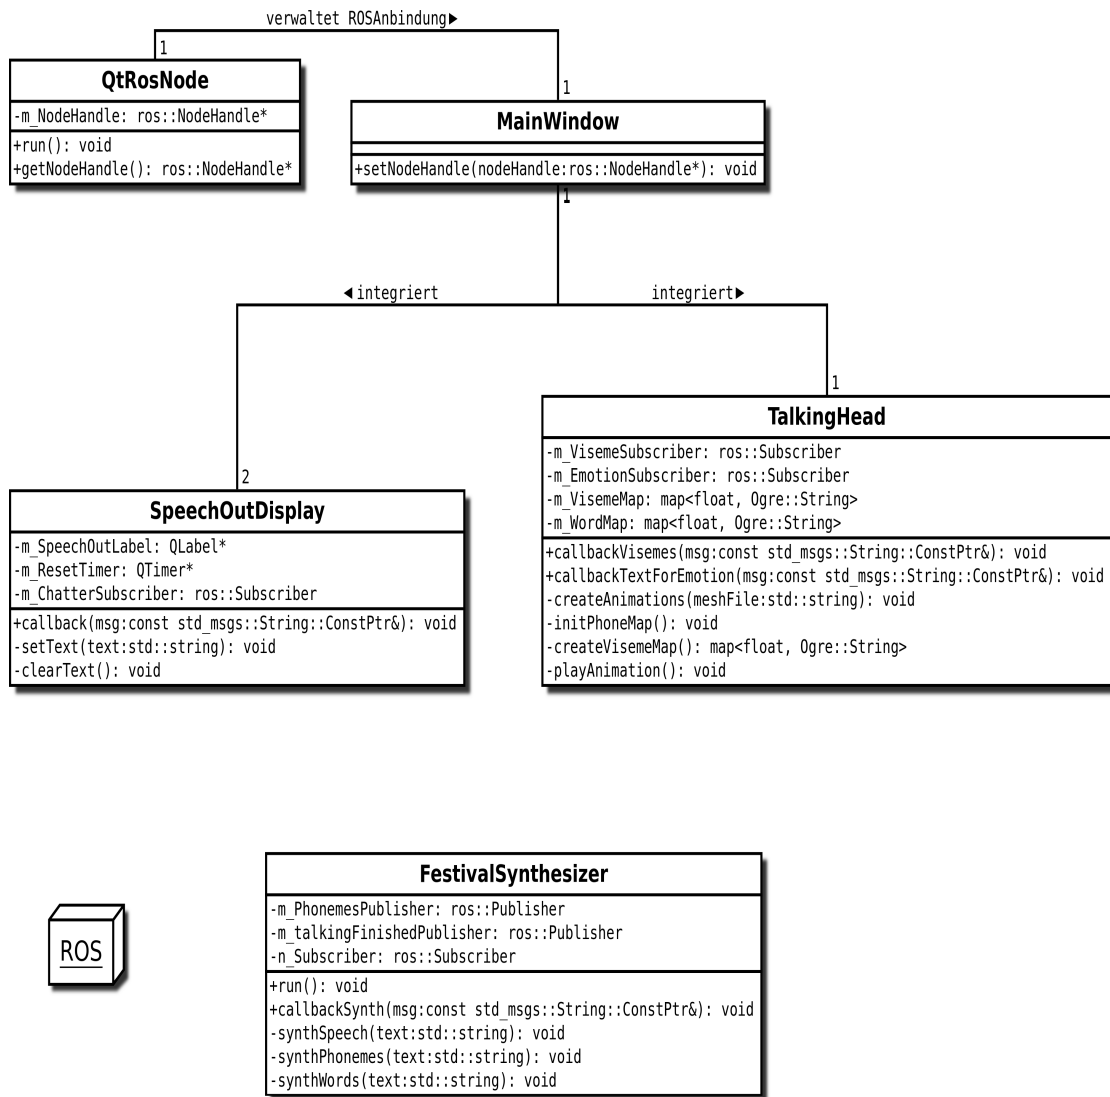 verwaltet ROSAnbindung▶
1
QtRosNode
-m_NodeHandle: ros::NodeHandle*
+run(): void
+getNodeHandle(): ros::NodeHandle*
1
MainWindow
+setNodeHandle(nodeHandle:ros::NodeHandle*): void
1
◀integriert
integriert▶
2
SpeechOutDisplay
-m_SpeechOutLabel: QLabel*
-m_ResetTimer: QTimer*
-m_ChatterSubscriber: ros::Subscriber
+callback(msg:const std_msgs::String::ConstPtr&): void
-setText(text:std::string): void
-clearText(): void
1
TalkingHead
-m_VisemeSubscriber: ros::Subscriber
-m_EmotionSubscriber: ros::Subscriber
-m_VisemeMap: map<float, Ogre::String>
-m_WordMap: map<float, Ogre::String>
+callbackVisemes(msg:const std_msgs::String::ConstPtr&): void
+callbackTextForEmotion(msg:const std_msgs::String::ConstPtr&): void
-createAnimations(meshFile:std::string): void
-initPhoneMap(): void
-createVisemeMap(): map<float, Ogre::String>
-playAnimation(): void
ROS
FestivalSynthesizer
-m_PhonemesPublisher: ros::Publisher
-m_talkingFinishedPublisher: ros::Publisher
-n_Subscriber: ros::Subscriber
+run(): void
+callbackSynth(msg:const std_msgs::String::ConstPtr&): void
-synthSpeech(text:std::string): void
-synthPhonemes(text:std::string): void
-synthWords(text:std::string): void